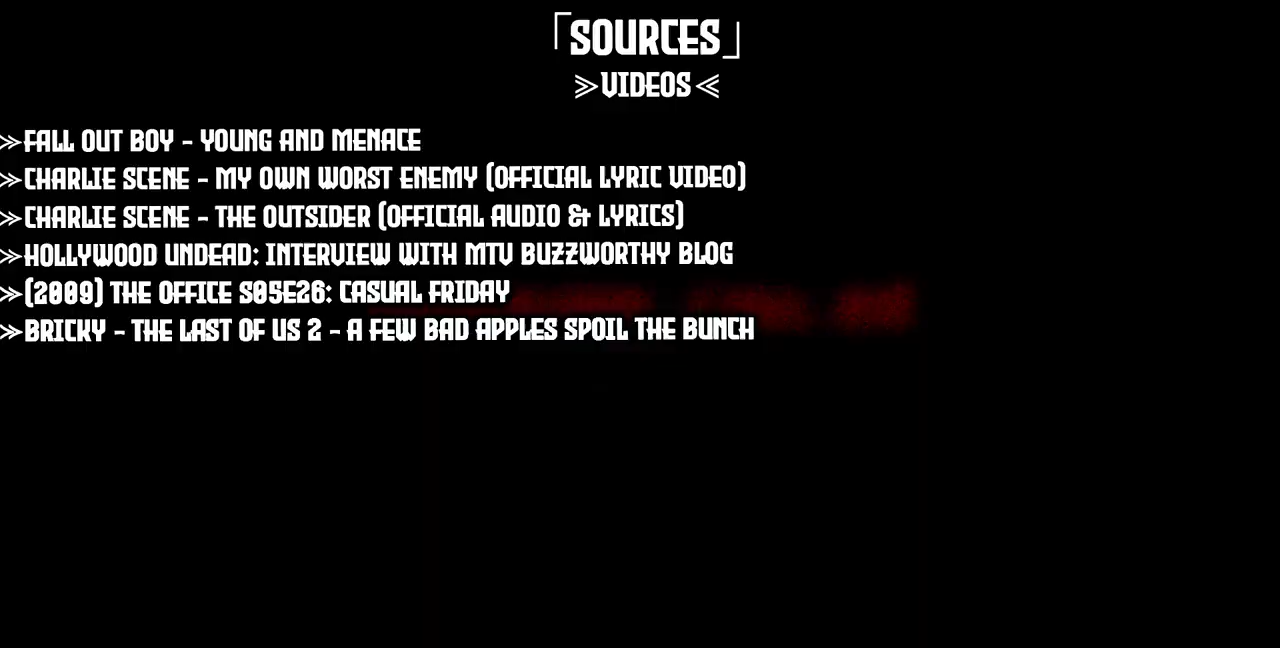 「SOURCES」
≫VIDEOS≪
≫FALL OUT BOY - YOUNG AND MENACE
≫CHARLIE SCENE - MY OWN WORST ENEMY (OFFICIAL LYRIC VIDEO)
≫CHARLIE SCENE - THE OUTSIDER (OFFICIAL AUDIO & LYRICS)
≫HOLLYWOOD UNDEAD: INTERVIEW WITH MTV BUZZWORTHY BLOG
≫(2009) THE OFFICE S05E26: CASUAL FRIDAY
≫BRICKY - THE LAST OF US 2 - A FEW BAD APPLES SPOIL THE BUNCH